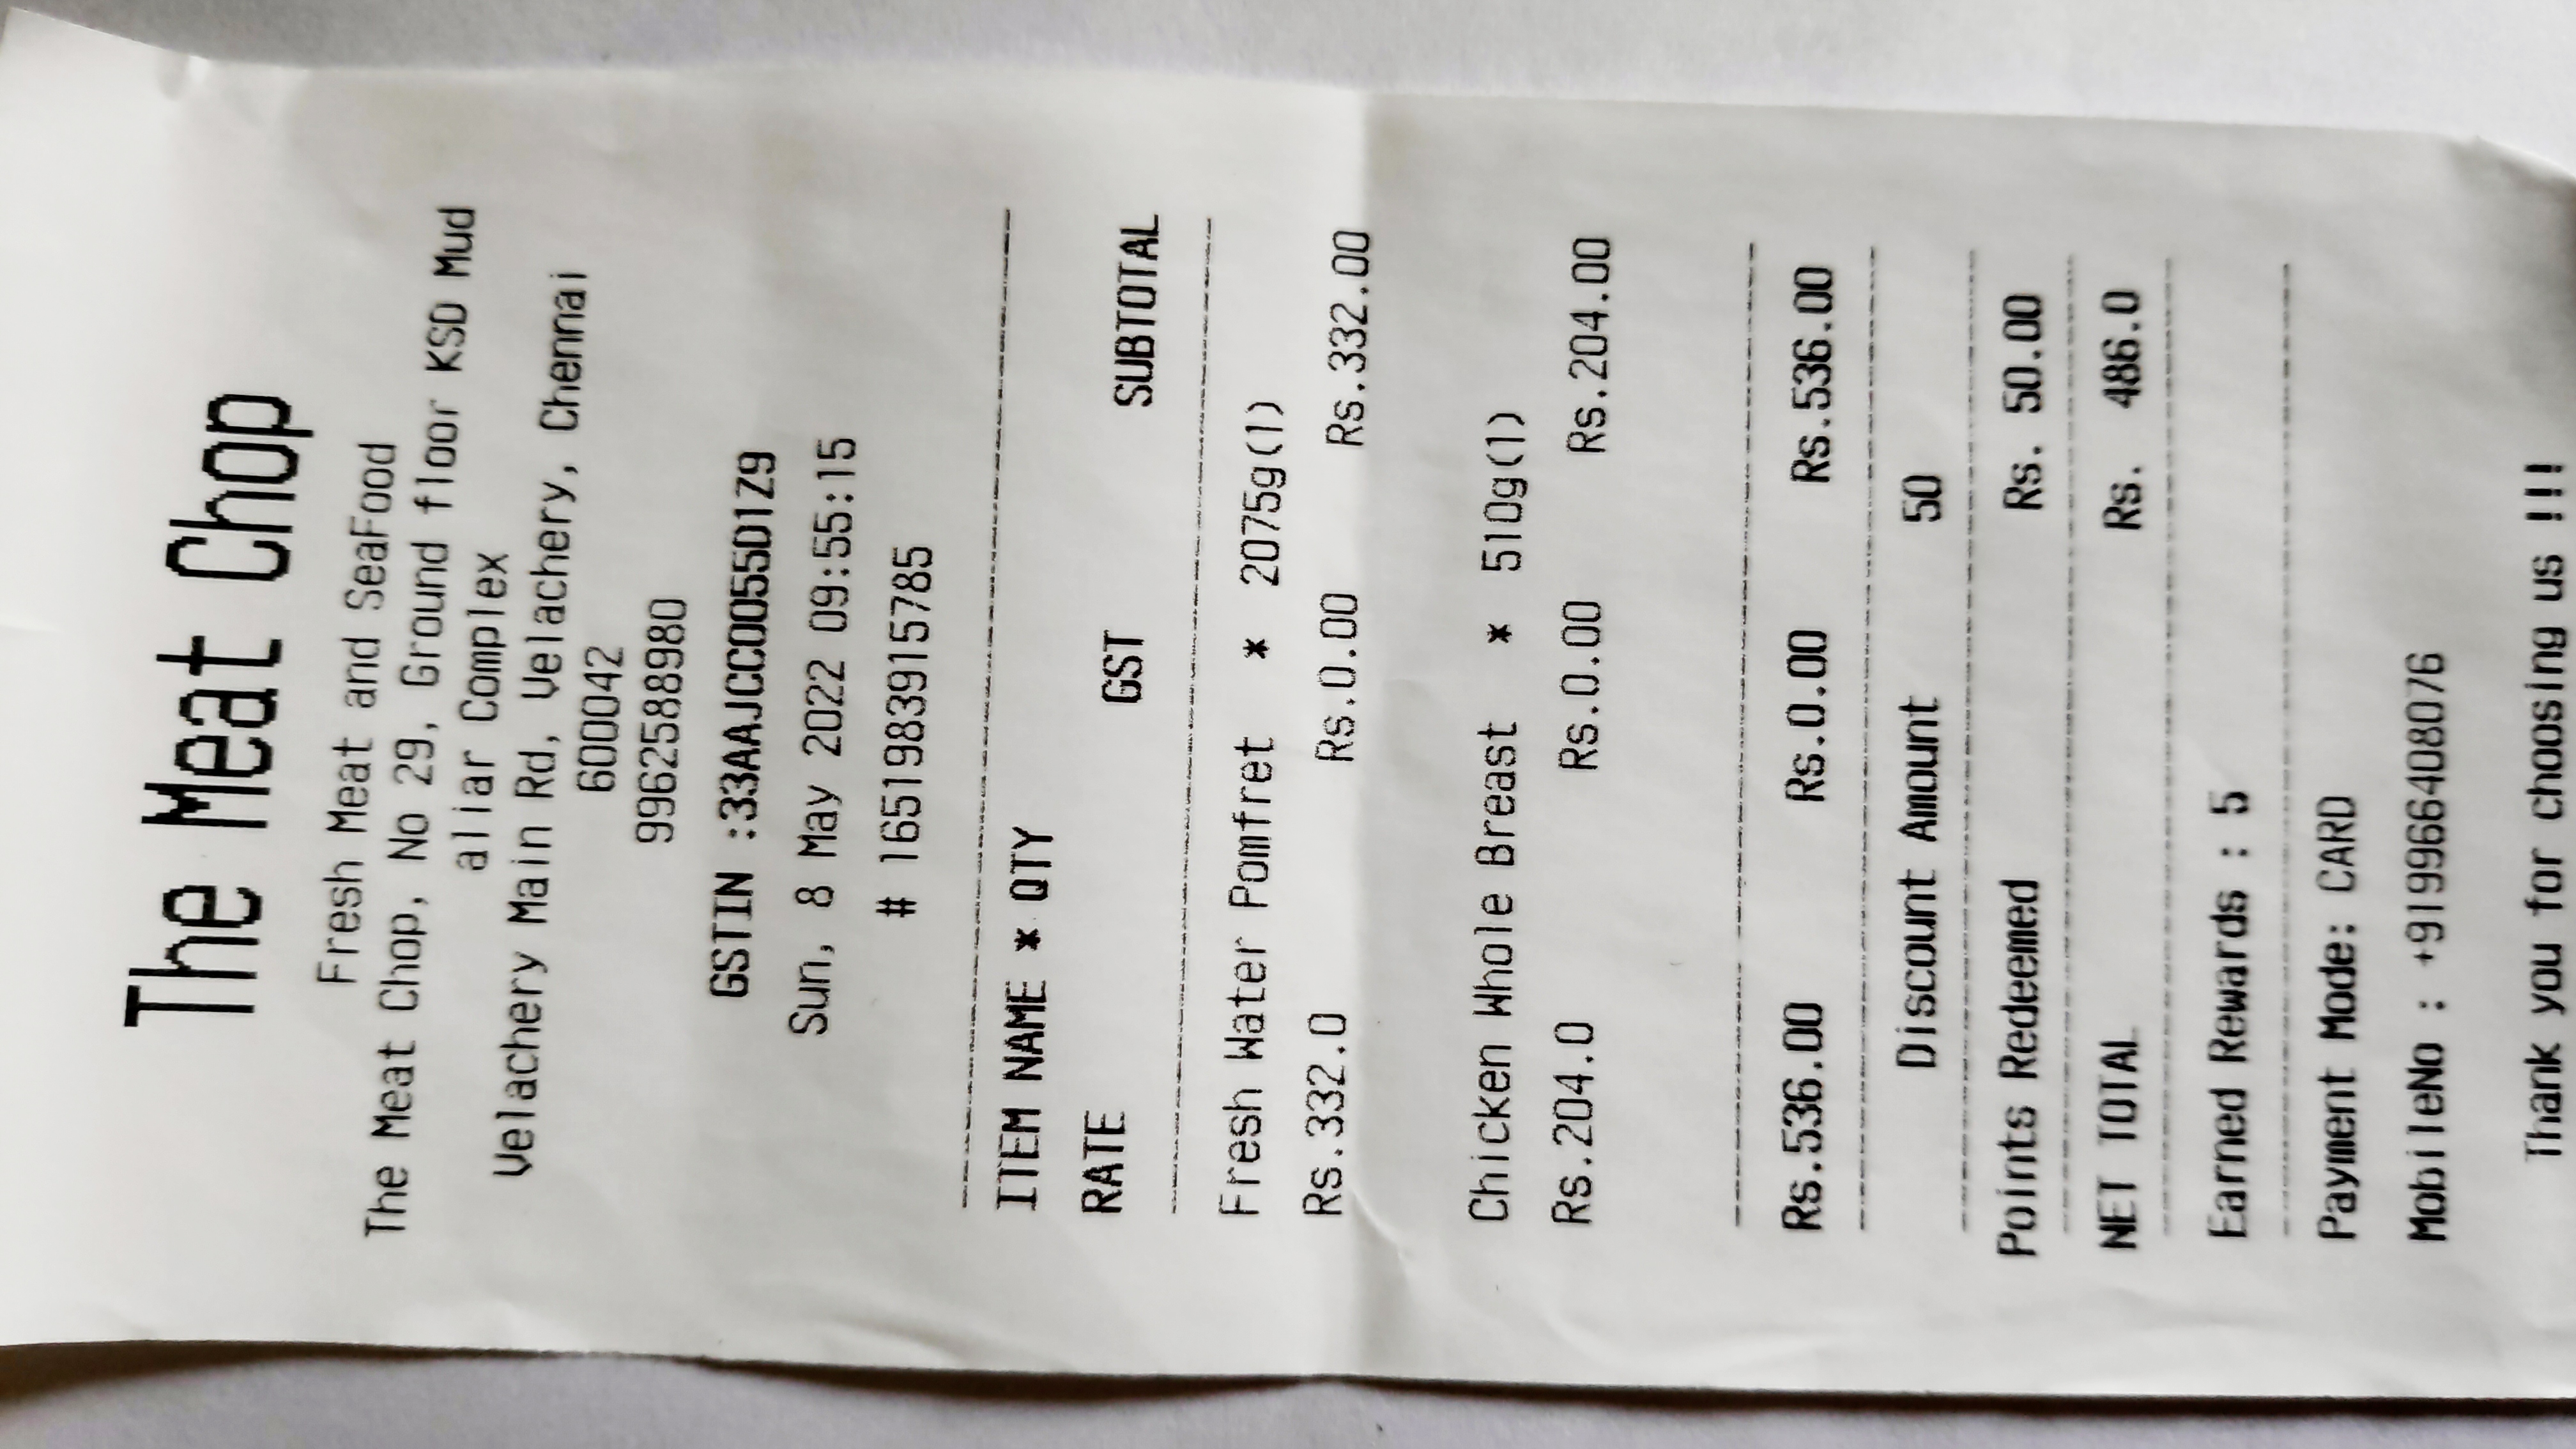 The Meat Chop
Fresh Meat and SeaFood
The Meat Chop, No 29, Ground floor KSD Mud
aliar Complex
Velachery Main Rd, Velachery, Chennai
600042
9962588980
GSTIN :33AAJCC0055D1Z9
Sun, 8 May 2022 09:55:15
# 1651983915785
ITEM NAME * QTY
RATE GST SUBTOTAL
Fresh Water Pomfret * 2075g(1)
Rs.332.0 Rs.0.00 Rs.332.00
Chicken Whole Breast * 510g(1)
Rs.204.0 Rs.0.00 Rs.204.00
Rs.536.00 Rs.0.00 Rs.536.00
Discount Amount 50
Points Redeemed Rs. 50.00
NET TOTAL Rs. 486.0
Earned Rewards : 5
Payment Mode: CARD
MobileNo : +919966408076
Thank you for choosing us !!!